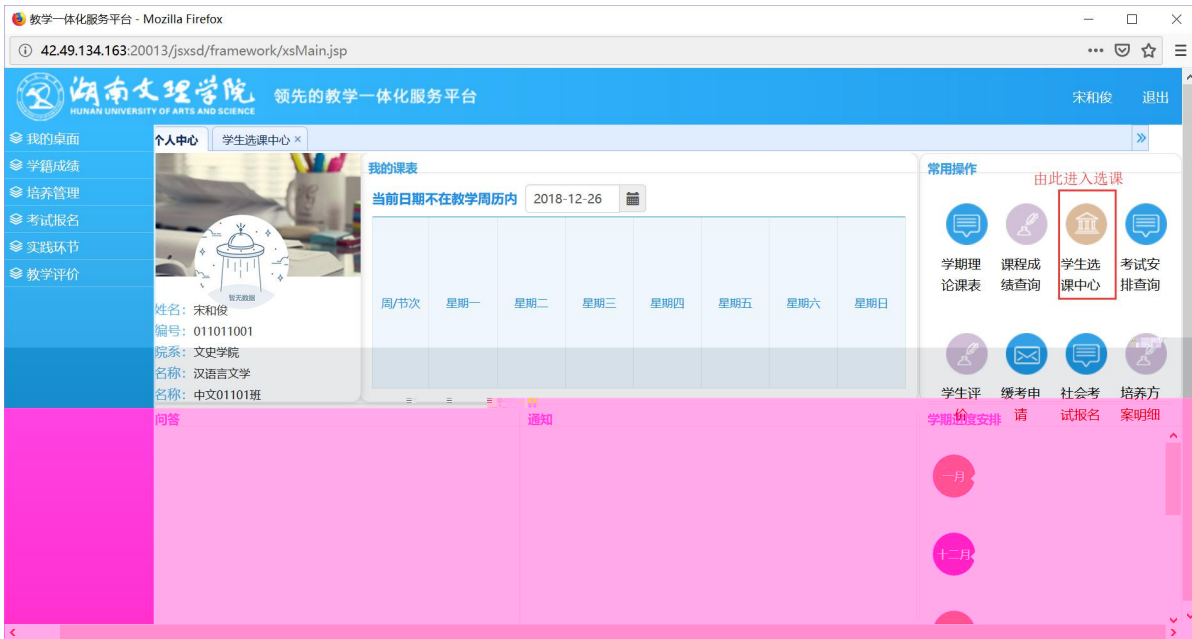 教学一体化服务平台 - Mozilla Firefox
42.49.134.163:20013/jsxsd/framework/xsMain.jsp
湖南文理学院
HUNAN UNIVERSITY OF ARTS AND SCIENCE
领先的教学一体化服务平台
宋和俊 退出
我的桌面
学籍成绩
培养管理
考试报名
实践环节
教学评价
个人中心 学生选课中心 ×
暂无数据
姓名: 宋和俊
编号: 011011001
院系: 文史学院
名称: 汉语言文学
名称: 中文01101班
我的课表
当前日期不在教学周历内 2018-12-26
周/节次 星期一 星期二 星期三 星期四 星期五 星期六 星期日
常用操作
由此进入选课
学期理论课表
课程成绩查询
学生选课中心
考试安排查询
学生评价
缓考申请
社会考试报名
培养方案明细
问答
通知
学期进度安排
一月
十二月